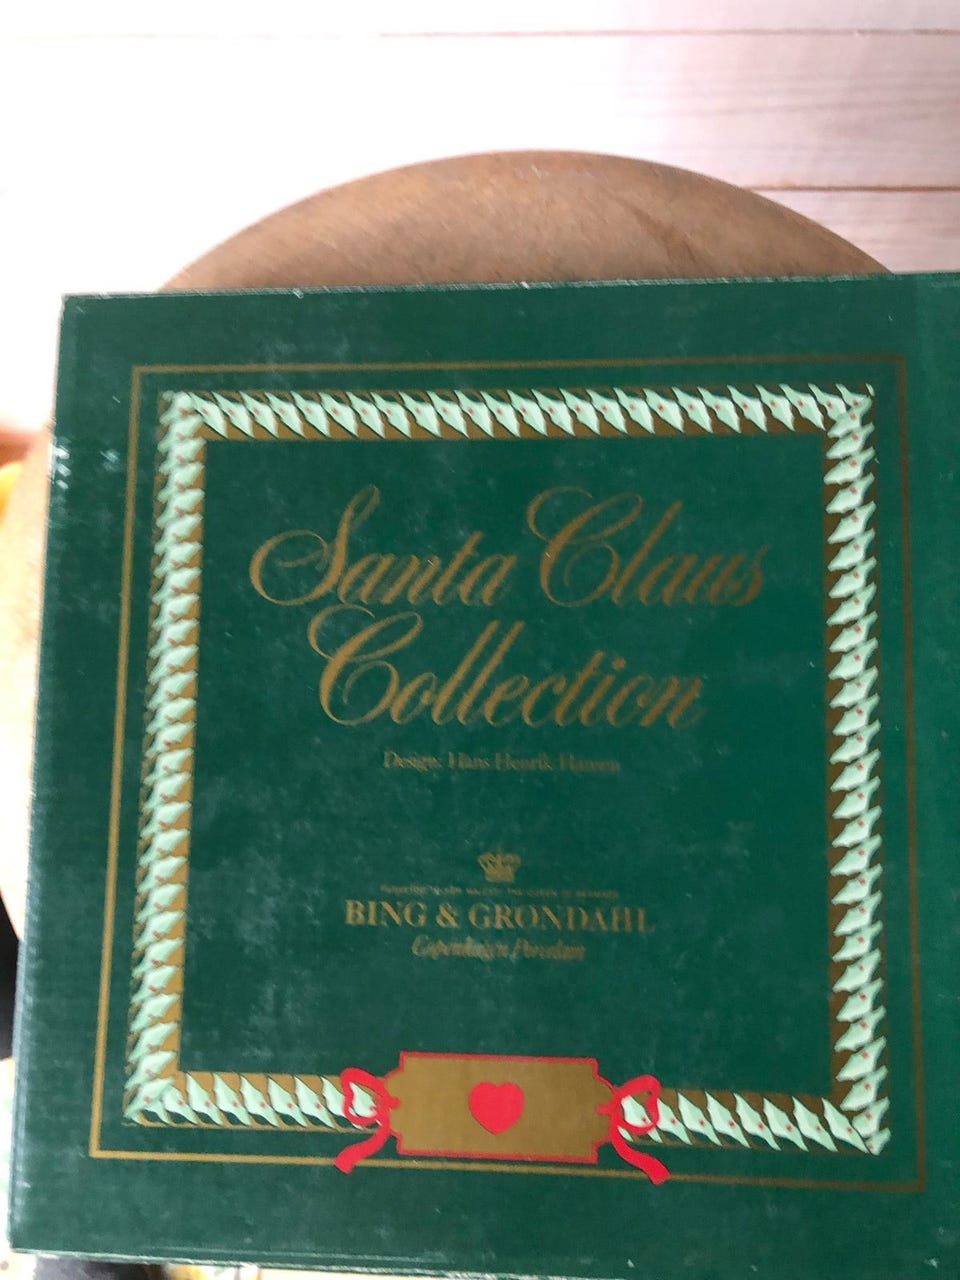 Santa Claus
Collection
Design: Hans Henrik Hansen
BING & GRONDAHL
Copenhagen Porcelain